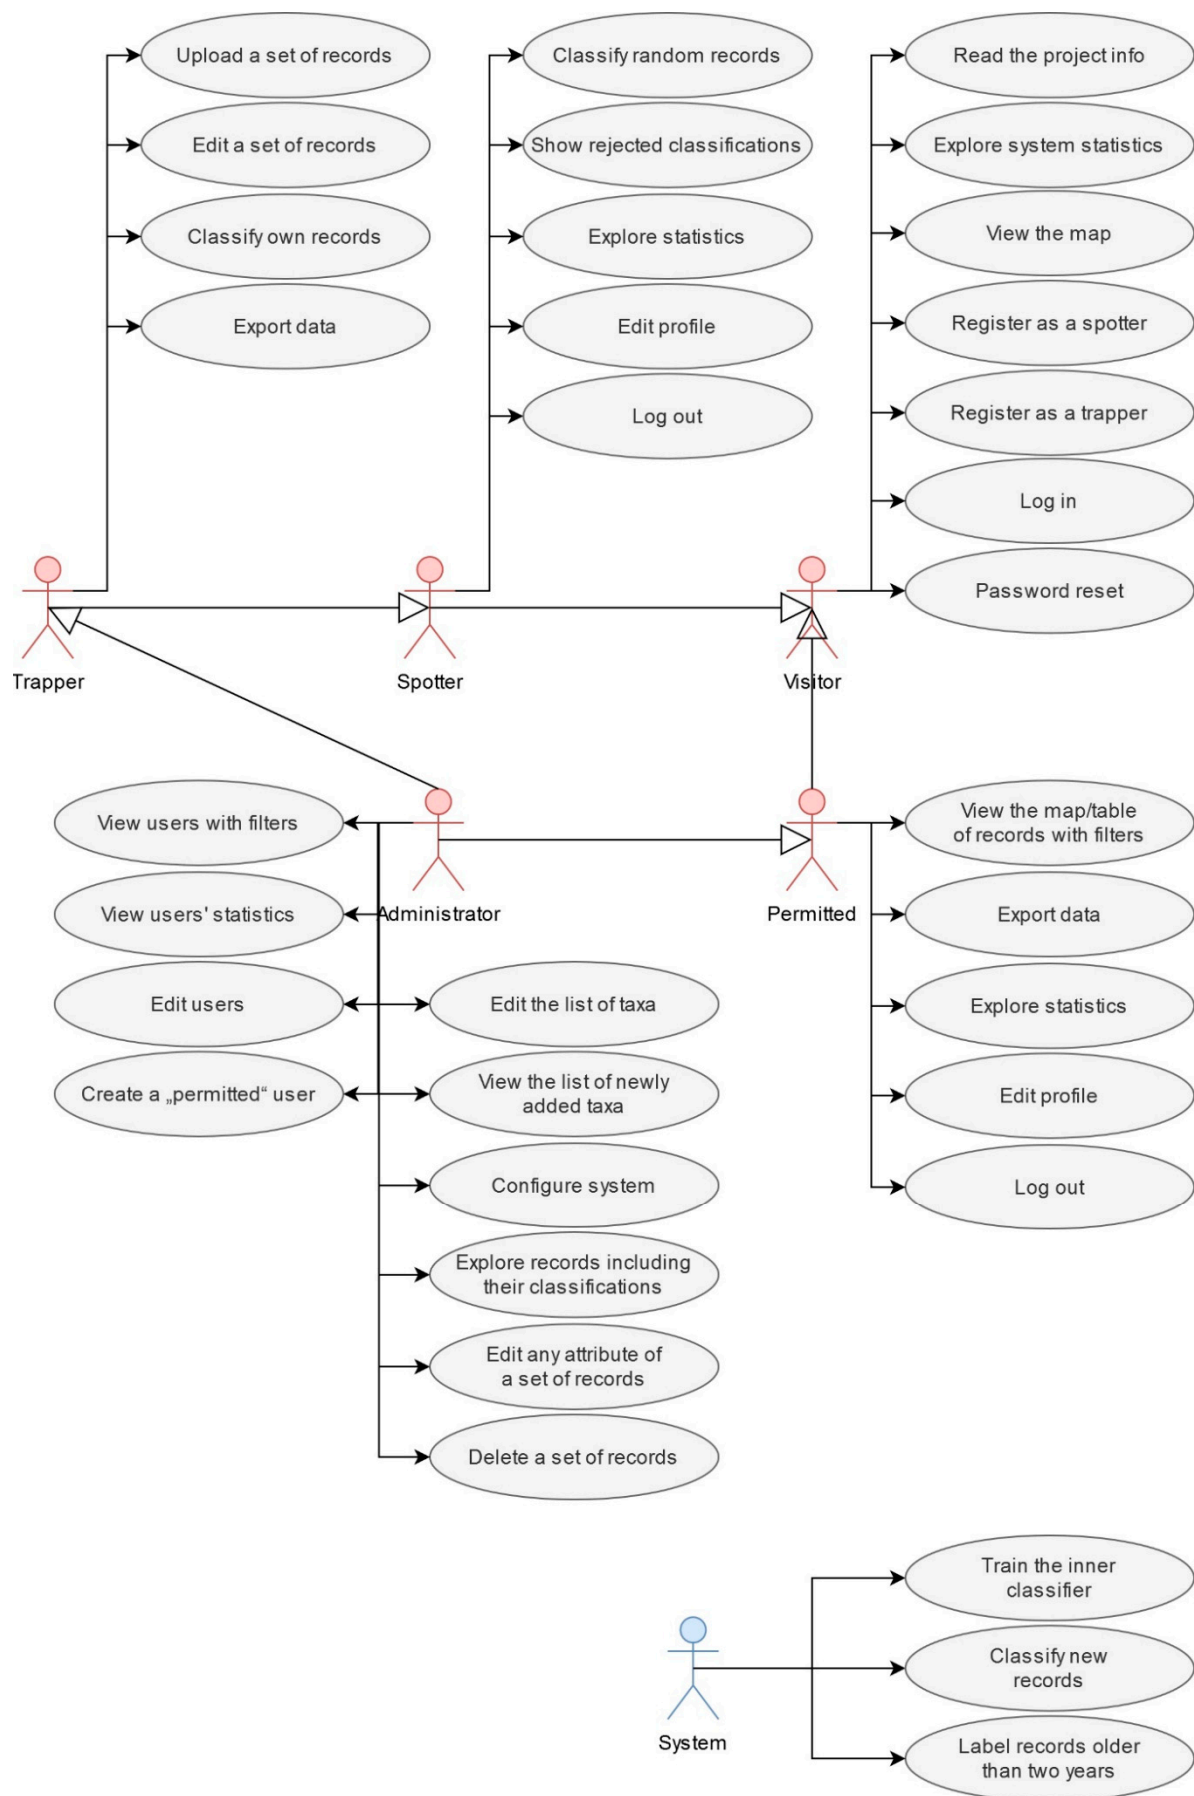 Upload a set of records
Edit a set of records
Classify own records
Export data
Trapper
Classify random records
Show rejected classifications
Explore statistics
Edit profile
Log out
Spotter
Read the project info
Explore system statistics
View the map
Register as a spotter
Register as a trapper
Log in
Password reset
Visitor
View users with filters
View users' statistics
Edit users
Create a „permitted“ user
Administrator
Edit the list of taxa
View the list of newly
added taxa
Configure system
Explore records including
their classifications
Edit any attribute of
a set of records
Delete a set of records
Permitted
View the map/table
of records with filters
Export data
Explore statistics
Edit profile
Log out
System
Train the inner
classifier
Classify new
records
Label records older
than two years